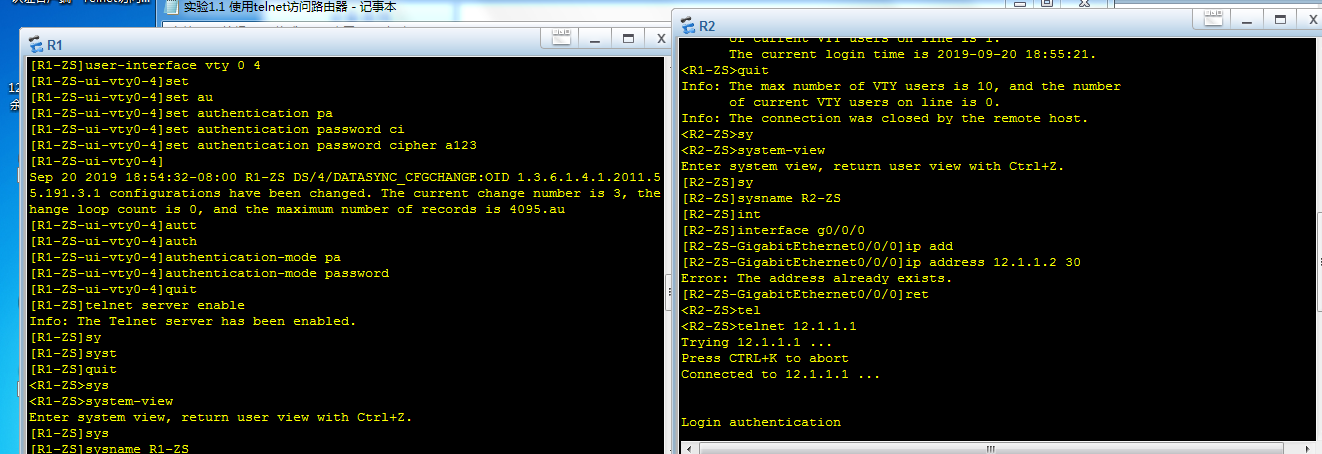 实验1.1 使用telnet访问路由器 - 记事本
R1
[R1-ZS]user-interface vty 0 4
[R1-ZS-ui-vty0-4]set
[R1-ZS-ui-vty0-4]set au
[R1-ZS-ui-vty0-4]set authentication pa
[R1-ZS-ui-vty0-4]set authentication password ci
[R1-ZS-ui-vty0-4]set authentication password cipher a123
[R1-ZS-ui-vty0-4]
Sep 20 2019 18:54:32-08:00 R1-ZS DS/4/DATASYNC_CFGCHANGE:OID 1.3.6.1.4.1.2011.5
5.191.3.1 configurations have been changed. The current change number is 3, the
hange loop count is 0, and the maximum number of records is 4095.au
[R1-ZS-ui-vty0-4]autt
[R1-ZS-ui-vty0-4]auth
[R1-ZS-ui-vty0-4]authentication-mode pa
[R1-ZS-ui-vty0-4]authentication-mode password
[R1-ZS-ui-vty0-4]quit
[R1-ZS]telnet server enable
Info: The Telnet server has been enabled.
[R1-ZS]sy
[R1-ZS]syst
[R1-ZS]quit
<R1-ZS>sys
<R1-ZS>system-view
Enter system view, return user view with Ctrl+Z.
[R1-ZS]sys
[R1-ZS]sysname R1-ZS
R2
of current VTY users on line is 1.
The current login time is 2019-09-20 18:55:21.
<R1-ZS>quit
Info: The max number of VTY users is 10, and the number
of current VTY users on line is 0.
Info: The connection was closed by the remote host.
<R2-ZS>sy
<R2-ZS>system-view
Enter system view, return user view with Ctrl+Z.
[R2-ZS]sy
[R2-ZS]sysname R2-ZS
[R2-ZS]int
[R2-ZS]interface g0/0/0
[R2-ZS-GigabitEthernet0/0/0]ip add
[R2-ZS-GigabitEthernet0/0/0]ip address 12.1.1.2 30
Error: The address already exists.
[R2-ZS-GigabitEthernet0/0/0]ret
<R2-ZS>tel
<R2-ZS>telnet 12.1.1.1
Trying 12.1.1.1 ...
Press CTRL+K to abort
Connected to 12.1.1.1 ...
Login authentication